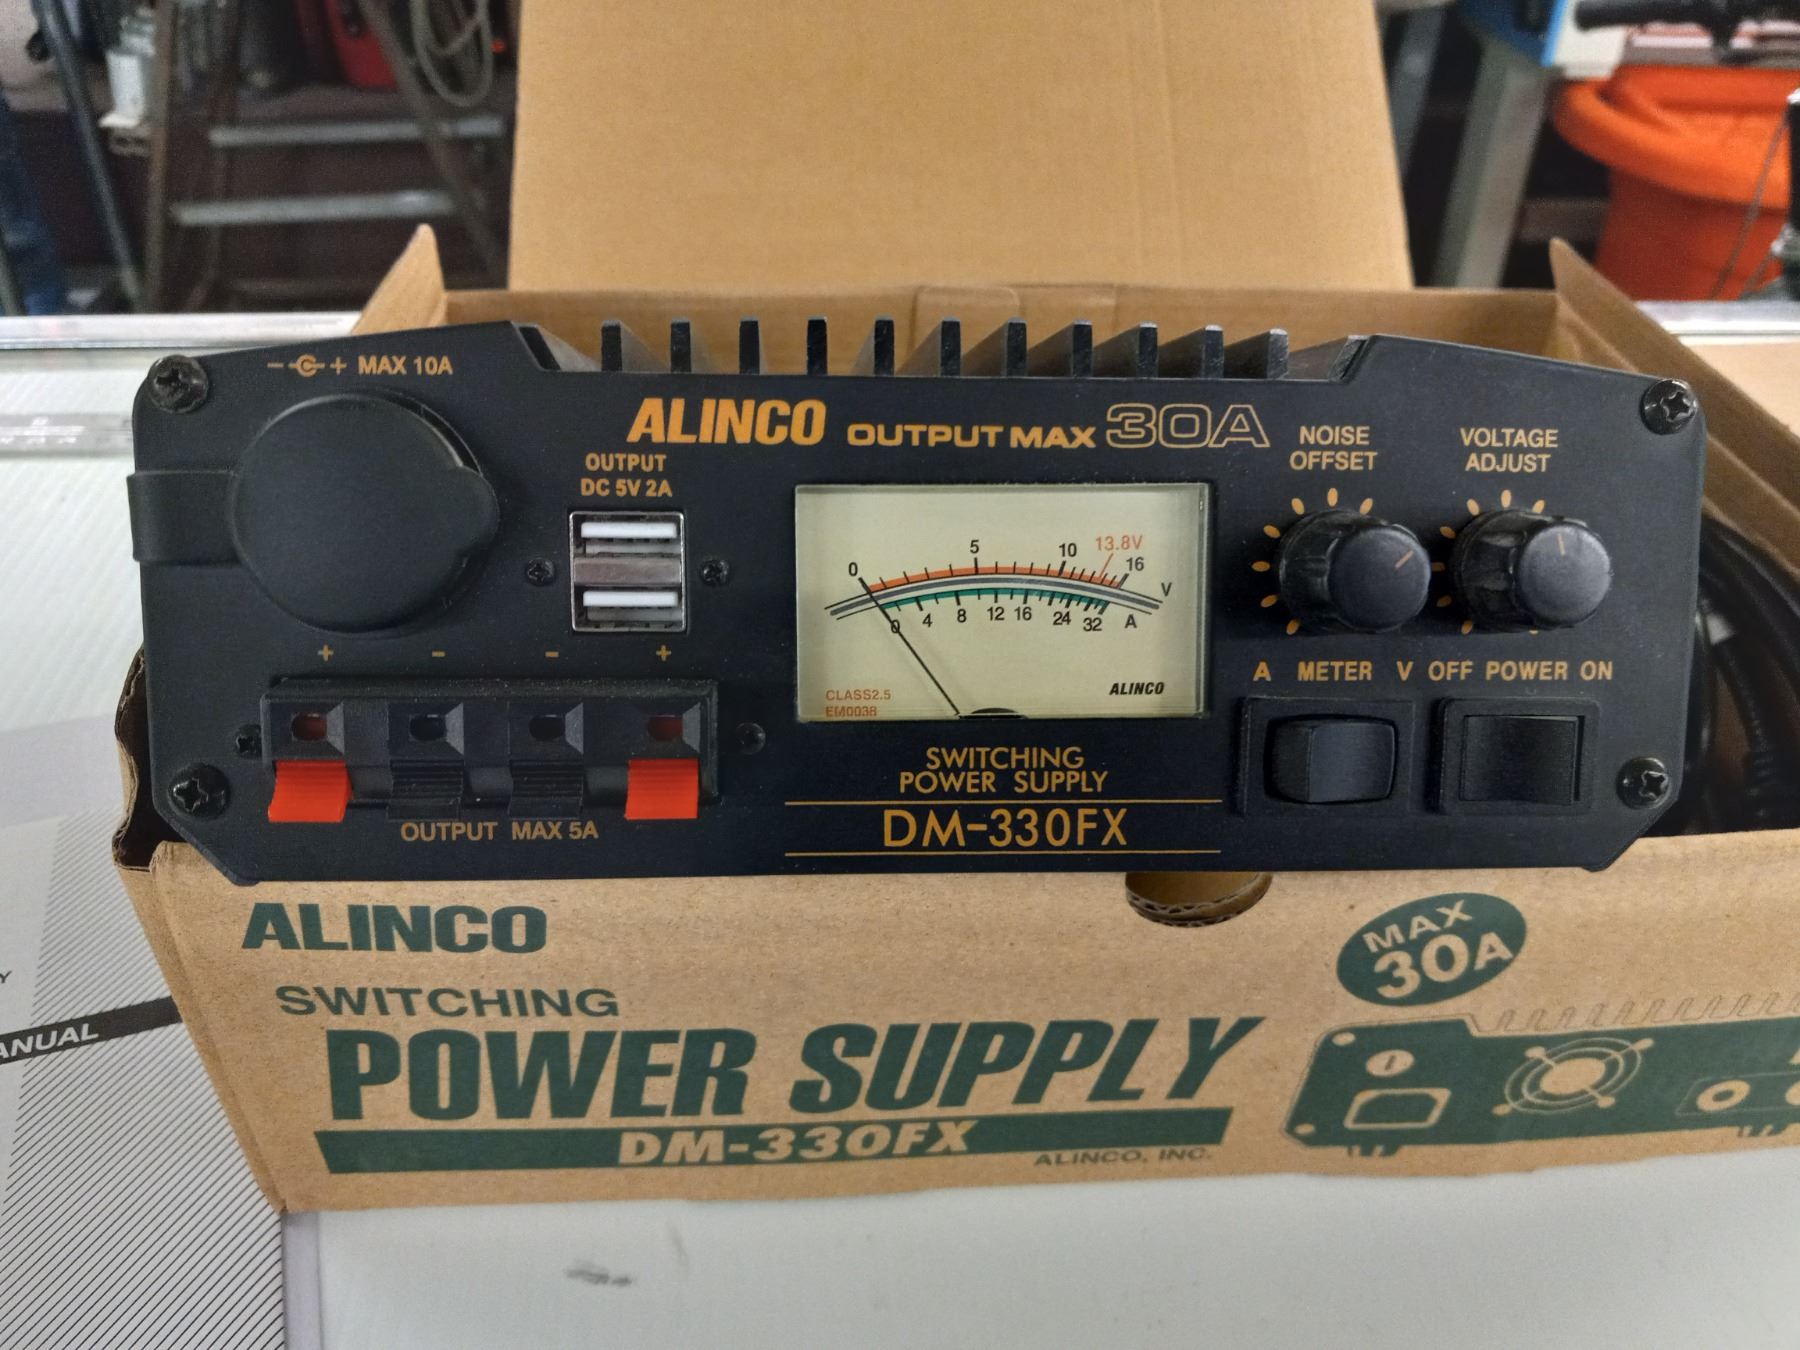 - + MAX 10A
ALINCO OUTPUT MAX 30A
OUTPUT
DC 5V 2A
NOISE
OFFSET
VOLTAGE
ADJUST
0 5 10 13.8V 16 V
0 4 8 12 16 24 32 A
CLASS2.5
EM0038
ALINCO
+ - - +
OUTPUT MAX 5A
A METER V
OFF POWER ON
SWITCHING
POWER SUPPLY
DM-330FX
ALINCO
SWITCHING
POWER SUPPLY
DM-330FX
ALINCO, INC.
MAX
30A
Y
ANUAL